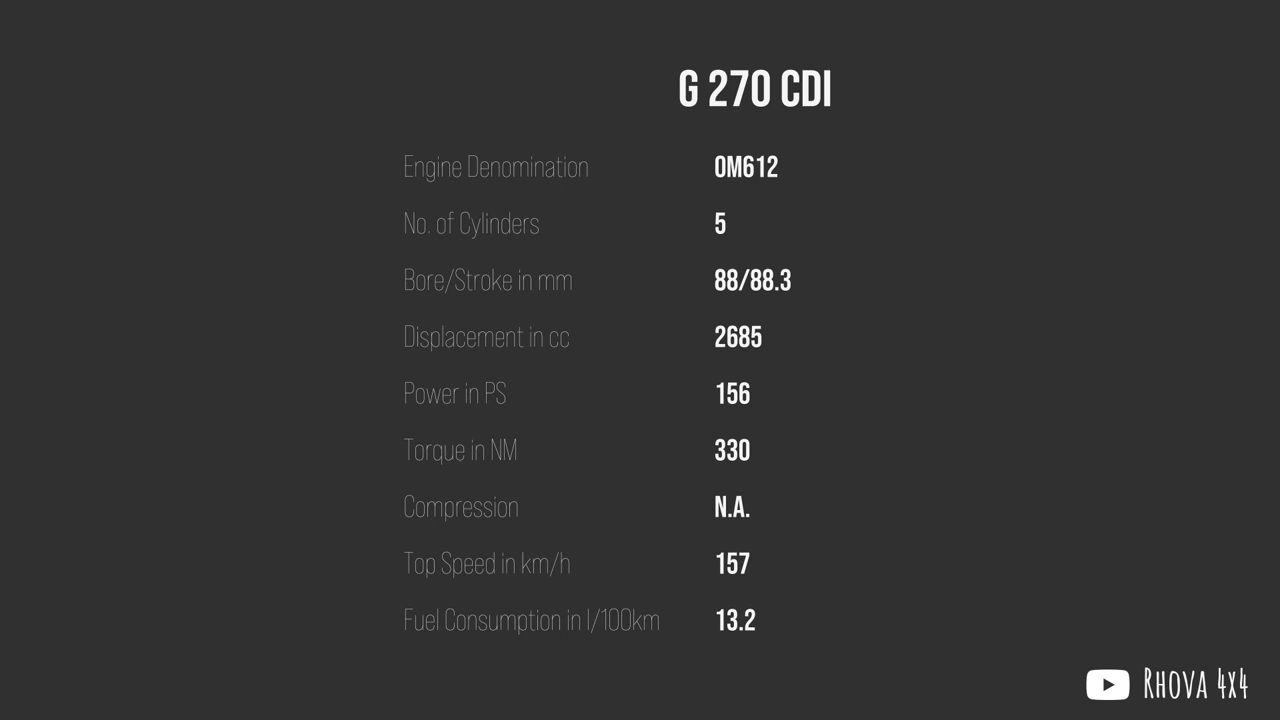 G 270 CDI
Engine Denomination OM612
No. of Cylinders 5
Bore/Stroke in mm 88/88.3
Displacement in cc 2685
Power in PS 156
Torque in NM 330
Compression N.A.
Top Speed in km/h 157
Fuel Consumption in l/100km 13.2
Rhova 4x4